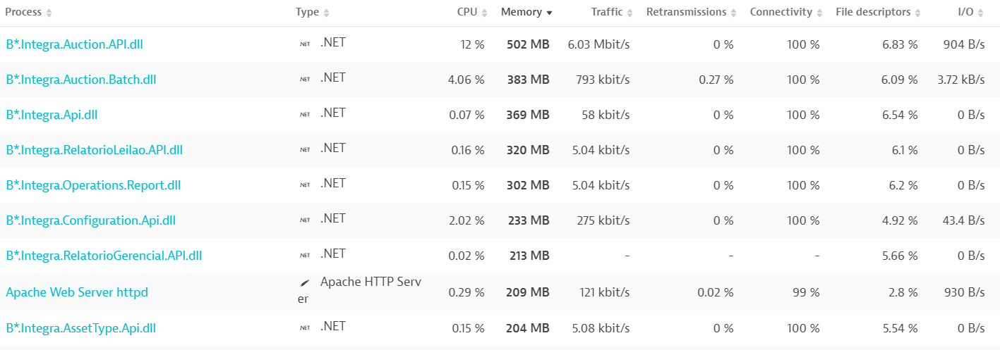 Process Type CPU Memory Traffic Retransmissions Connectivity File descriptors I/O
B*.Integra.Auction.API.dll .NET .NET 12 % 502 MB 6.03 Mbit/s 0 % 100 % 6.83 % 904 B/s
B*.Integra.Auction.Batch.dll .NET .NET 4.06 % 383 MB 793 kbit/s 0.27 % 100 % 6.09 % 3.72 kB/s
B*.Integra.Api.dll .NET .NET 0.07 % 369 MB 58 kbit/s 0 % 100 % 6.54 % 0 B/s
B*.Integra.RelatorioLeilao.API.dll .NET .NET 0.16 % 320 MB 5.04 kbit/s 0 % 100 % 6.1 % 0 B/s
B*.Integra.Operations.Report.dll .NET .NET 0.15 % 302 MB 5.04 kbit/s 0 % 100 % 6.2 % 0 B/s
B*.Integra.Configuration.Api.dll .NET .NET 2.02 % 233 MB 275 kbit/s 0 % 100 % 4.92 % 43.4 B/s
B*.Integra.RelatorioGerencial.API.dll .NET .NET 0.02 % 213 MB - - - 5.66 % 0 B/s
Apache Web Server httpd Apache HTTP Serv
er 0.29 % 209 MB 121 kbit/s 0.02 % 99 % 2.8 % 930 B/s
B*.Integra.AssetType.Api.dll .NET .NET 0.15 % 204 MB 5.08 kbit/s 0 % 100 % 5.54 % 0 B/s